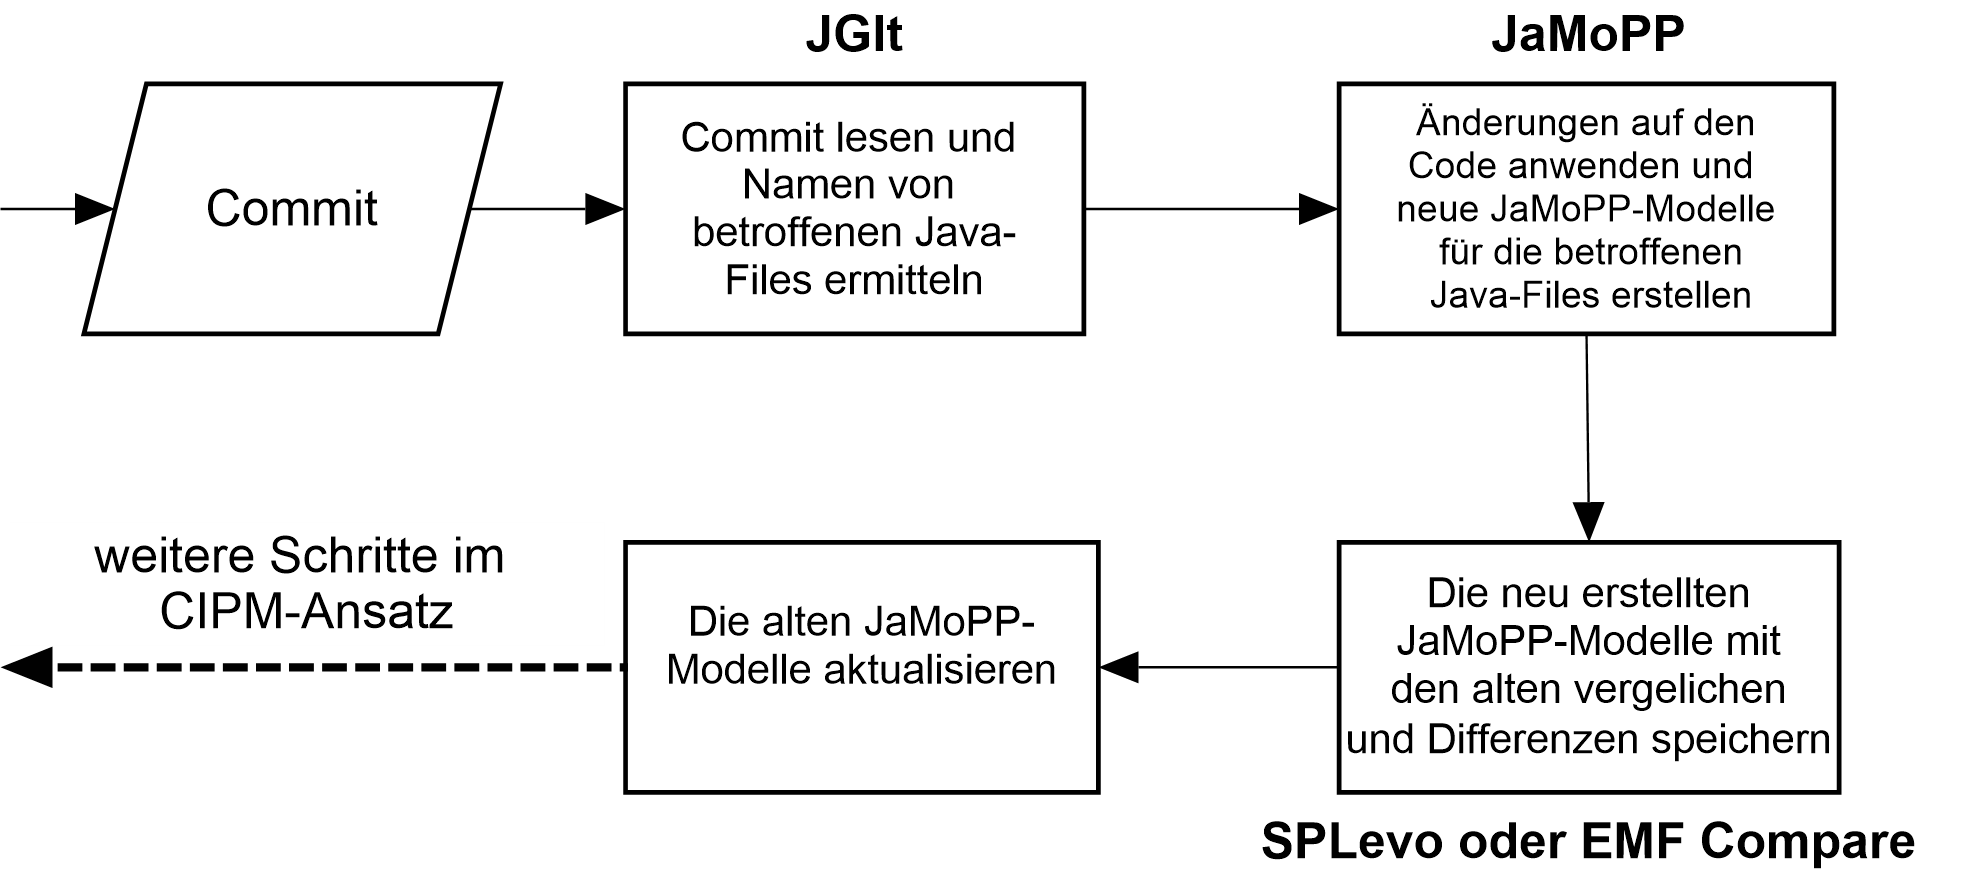 JGIt
JaMoPP
Commit
Commit lesen und
Namen von
betroffenen Java-
Files ermitteln
Änderungen auf den
Code anwenden und
neue JaMoPP-Modelle
für die betroffenen
Java-Files erstellen
weitere Schritte im
CIPM-Ansatz
Die alten JaMoPP-
Modelle aktualisieren
Die neu erstellten
JaMoPP-Modelle mit
den alten vergelichen
und Differenzen speichern
SPLevo oder EMF Compare